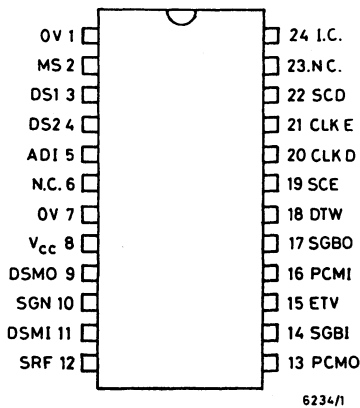 0V 1
MS 2
DS1 3
DS2 4
ADI 5
N.C. 6
0V 7
Vcc 8
DSMO 9
SGN 10
DSMI 11
SRF 12
24 I.C.
23.N C.
22 SCD
21 CLK E
20 CLK D
19 SCE
18 DTW
17 SGBO
16 PCMI
15 ETV
14 SGBI
13 PCMO
6234/1